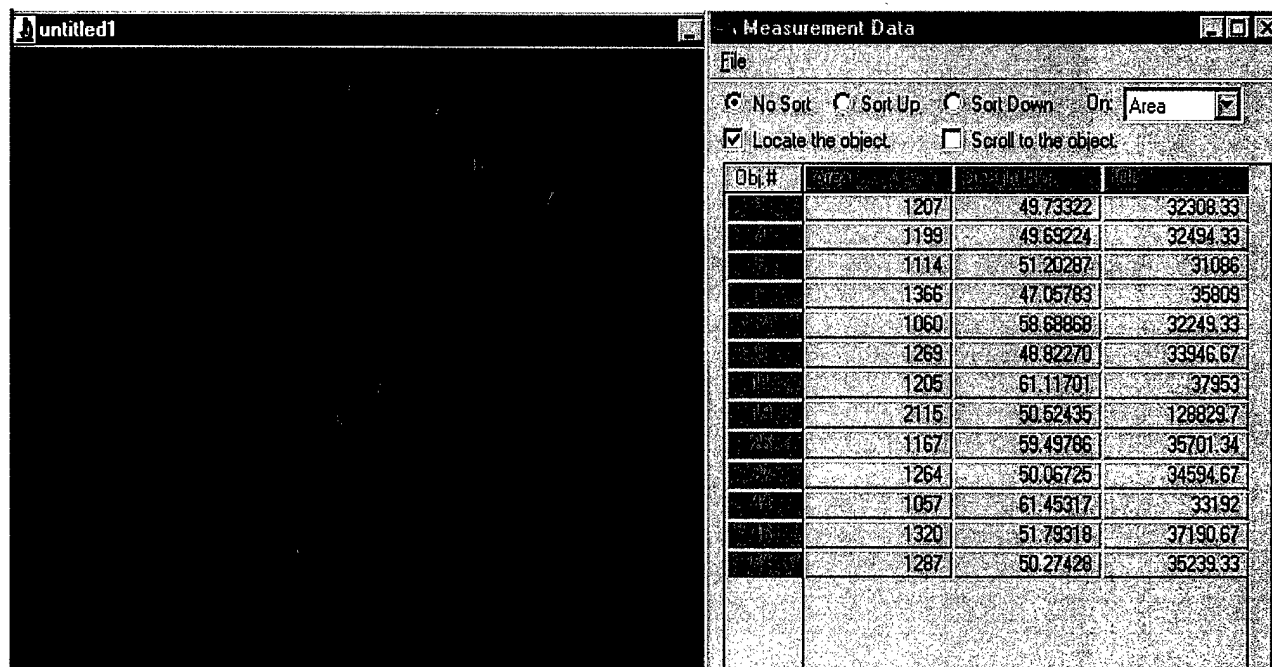 untitled1
Measurement Data
File
No Sort Sort Up Sort Down On: Area
Locate the object. Scroll to the object.
Obj.# Area
1207 49.73322 32308.33
1199 49.69224 32494.33
1114 51.20287 31086
1366 47.05783 35809
1060 58.68868 32249.33
1269 48.82270 33946.67
1205 61.11701 37953
2115 50.52435 128829.7
1167 59.49786 35701.34
1264 50.06725 34594.67
1057 61.45317 33192
1320 51.79318 37190.67
1287 50.27428 35239.33